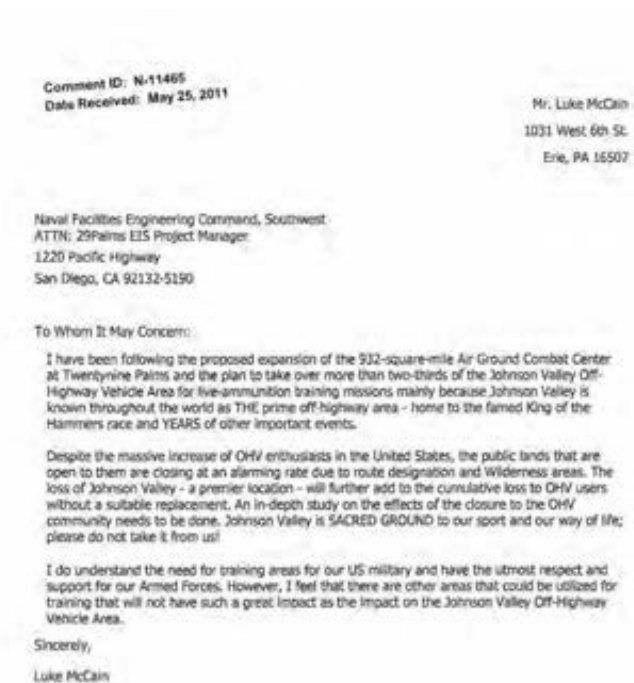 Comment ID: N-11465
Date Received: May 25, 2011
Mr. Luke McCain
1031 West 6th St.
Erie, PA 16507
Naval Facilities Engineering Command, Southwest
ATTN: 29Palms EIS Project Manager
1220 Pacific Highway
San Diego, CA 92132-5190
To Whom It May Concern:
I have been following the proposed expansion of the 932-square-mile Air Ground Combat Center
at Twentynine Palms and the plan to take over more than two-thirds of the Johnson Valley Off-
Highway Vehicle Area for live-ammunition training missions mainly because Johnson Valley is
known throughout the world as THE prime off-highway area - home to the famed King of the
Hammers race and YEARS of other important events.
Despite the massive increase of OHV enthusiasts in the United States, the public lands that are
open to them are closing at an alarming rate due to route designation and Wilderness areas. The
loss of Johnson Valley - a premier location - will further add to the cumulative loss to OHV users
without a suitable replacement. An in-depth study on the effects of the closure to the OHV
community needs to be done. Johnson Valley is SACRED GROUND to our sport and our way of life;
please do not take it from us!
I do understand the need for training areas for our US military and have the utmost respect and
support for our Armed Forces. However, I feel that there are other areas that could be utilized for
training that will not have such a great impact as the impact on the Johnson Valley Off-Highway
Vehicle Area.
Sincerely,
Luke McCain